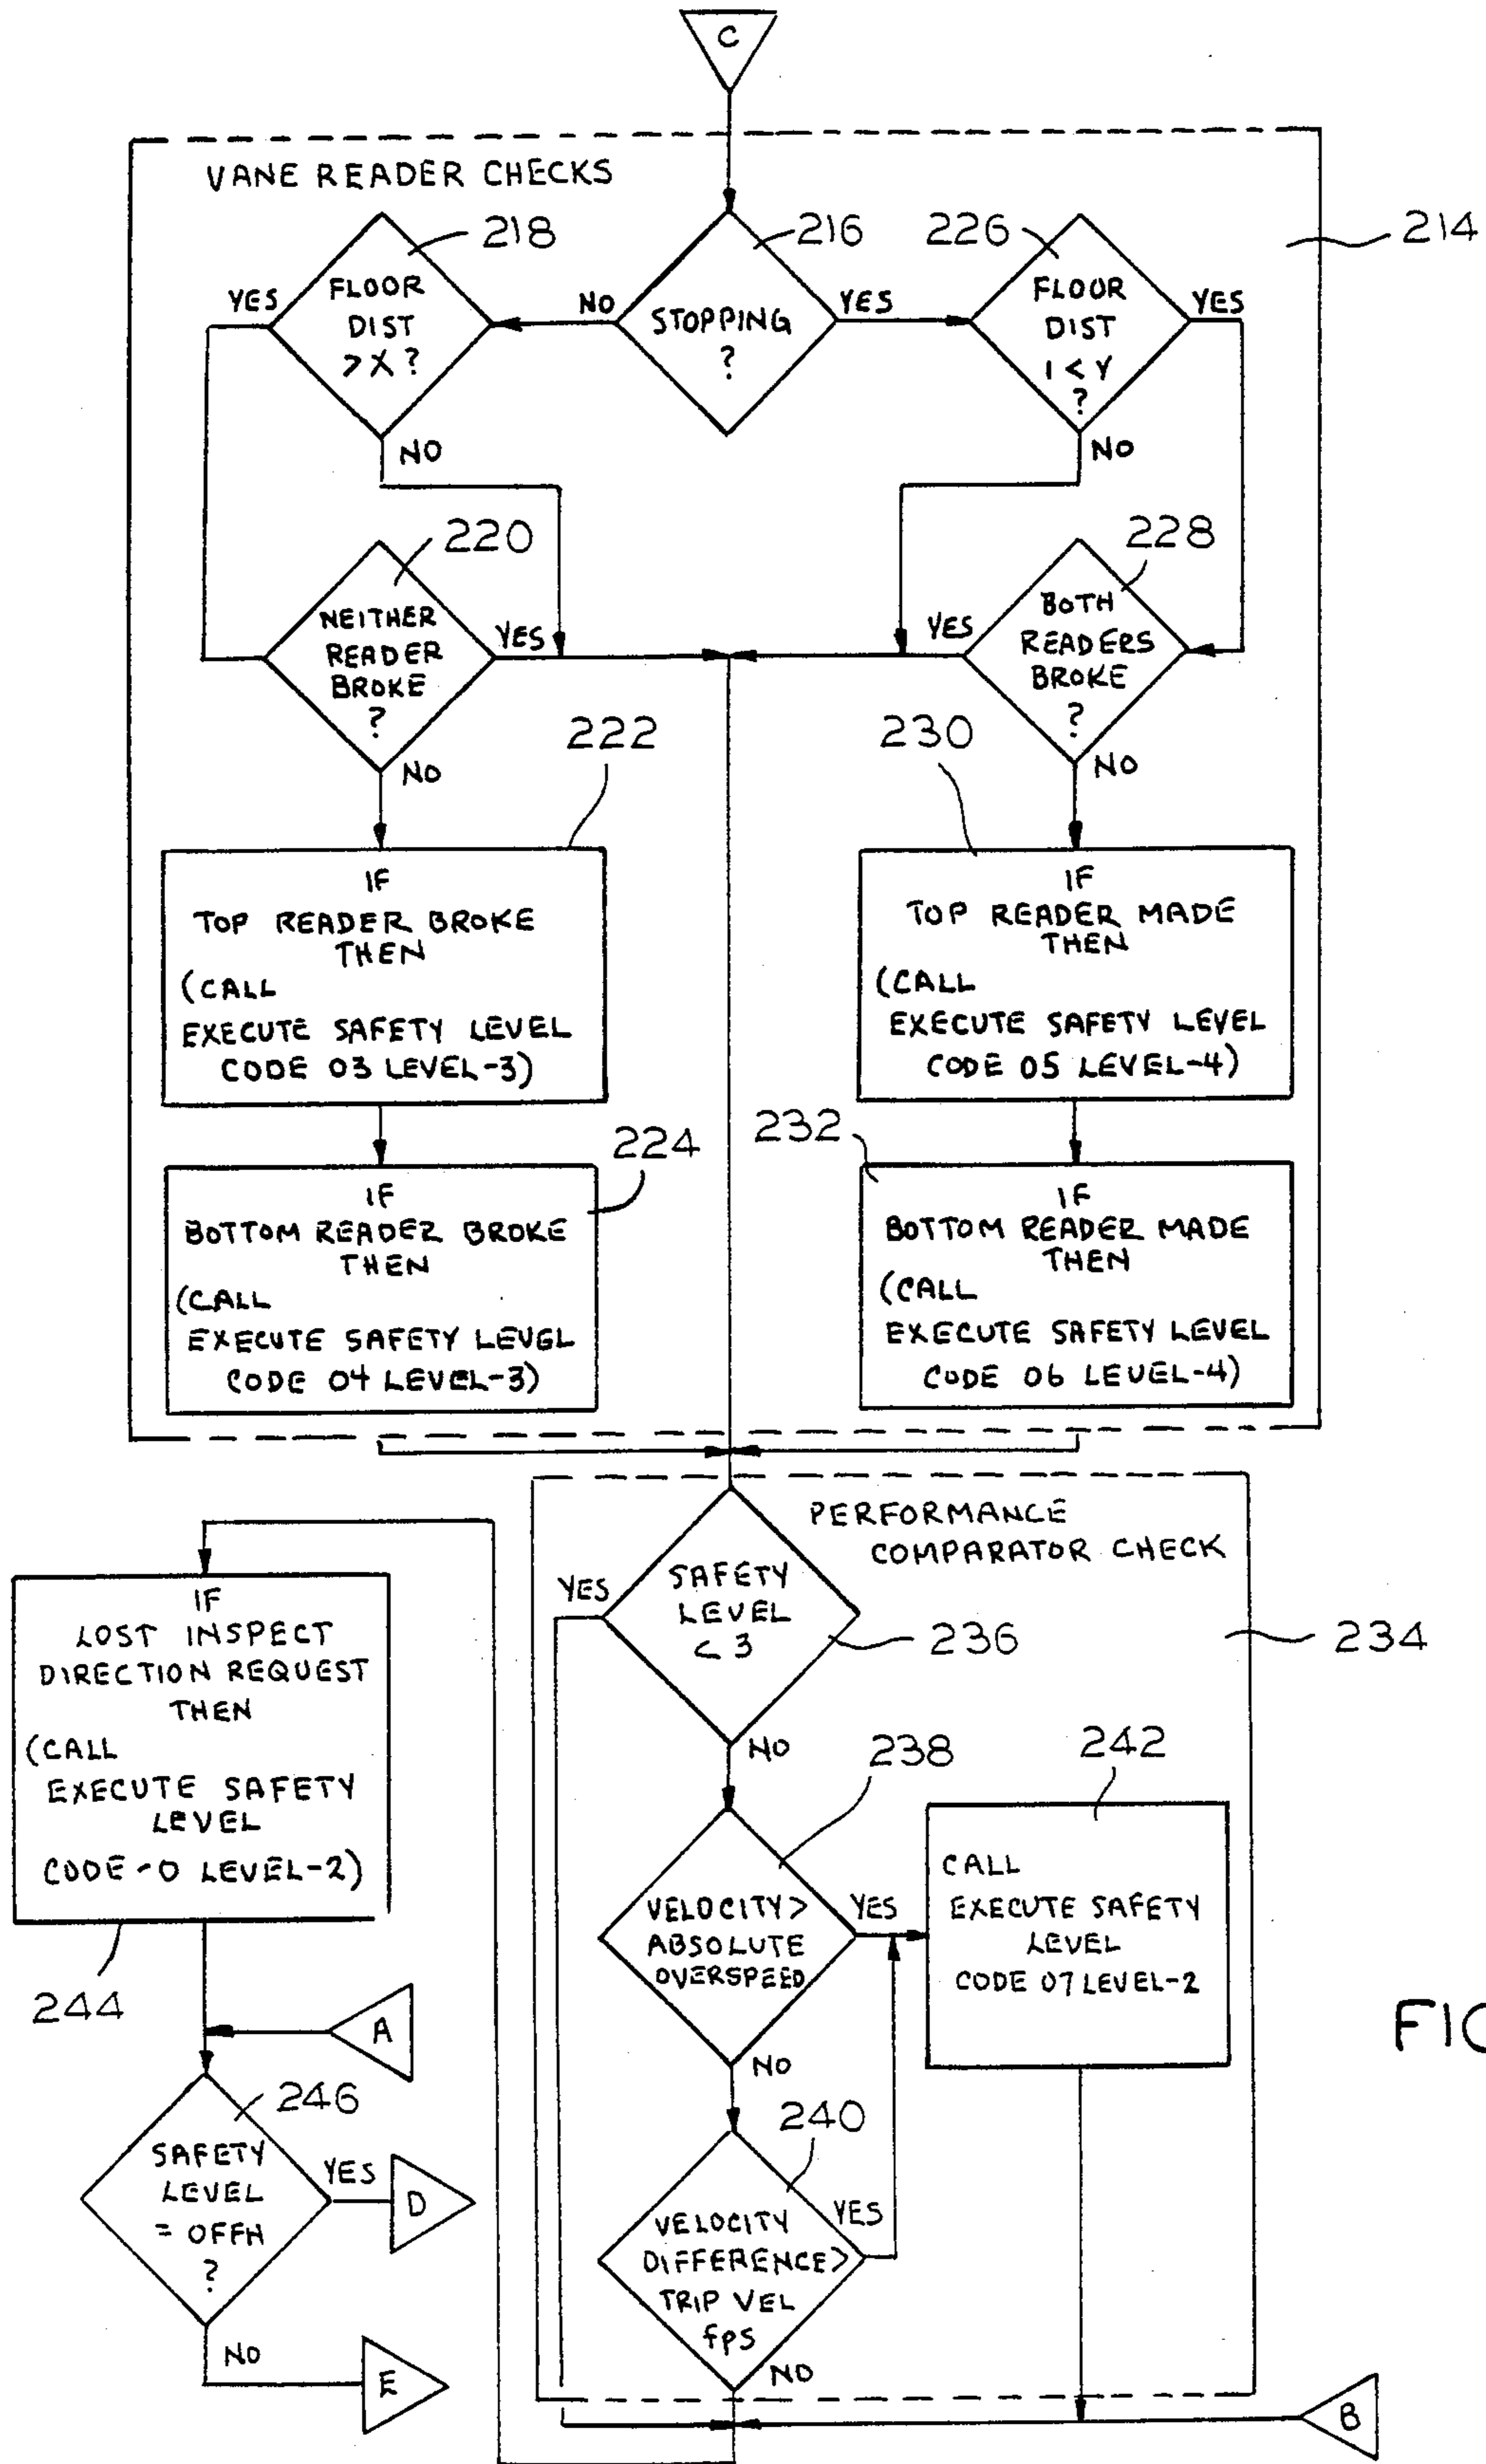 C
VANE READER CHECKS
218
216
226
214
FLOOR
DIST
> X ?
YES
NO
STOPPING
?
YES
FLOUR
DIST
1 < Y
?
YES
NO
NO
220
228
NEITHER
READER
BROKE
?
YES
YES
BOTH
READERS
BROKE
?
NO
NO
222
230
IF
TOP READER BROKE
THEN
(CALL
EXECUTE SAFETY LEVEL
CODE 03 LEVEL-3)
IF
TOP READER MADE
THEN
(CALL
EXECUTE SAFETY LEVEL
CODE 05 LEVEL-4)
224
232
IF
BOTTOM READER BROKE
THEN
(CALL
EXECUTE SAFETY LEVEL
CODE 04 LEVEL-3)
IF
BOTTOM READER MADE
THEN
(CALL
EXECUTE SAFETY LEVEL
CODE 06 LEVEL-4)
PERFORMANCE
COMPARATOR CHECK
YES
SAFETY
LEVEL
< 3
236
234
NO
IF
LOST INSPECT
DIRECTION REQUEST
THEN
(CALL
EXECUTE SAFETY
LEVEL
CODE-0 LEVEL-2)
244
238
242
VELOCITY>
ABSOLUTE
OVERSPEED
YES
NO
CALL
EXECUTE SAFETY
LEVEL
CODE 07 LEVEL-2
FIG
A
246
240
SAFETY
LEVEL
= OFFH
?
YES
D
NO
E
VELOCITY
DIFFERENCE>
TRIP VEL
fps
YES
NO
B